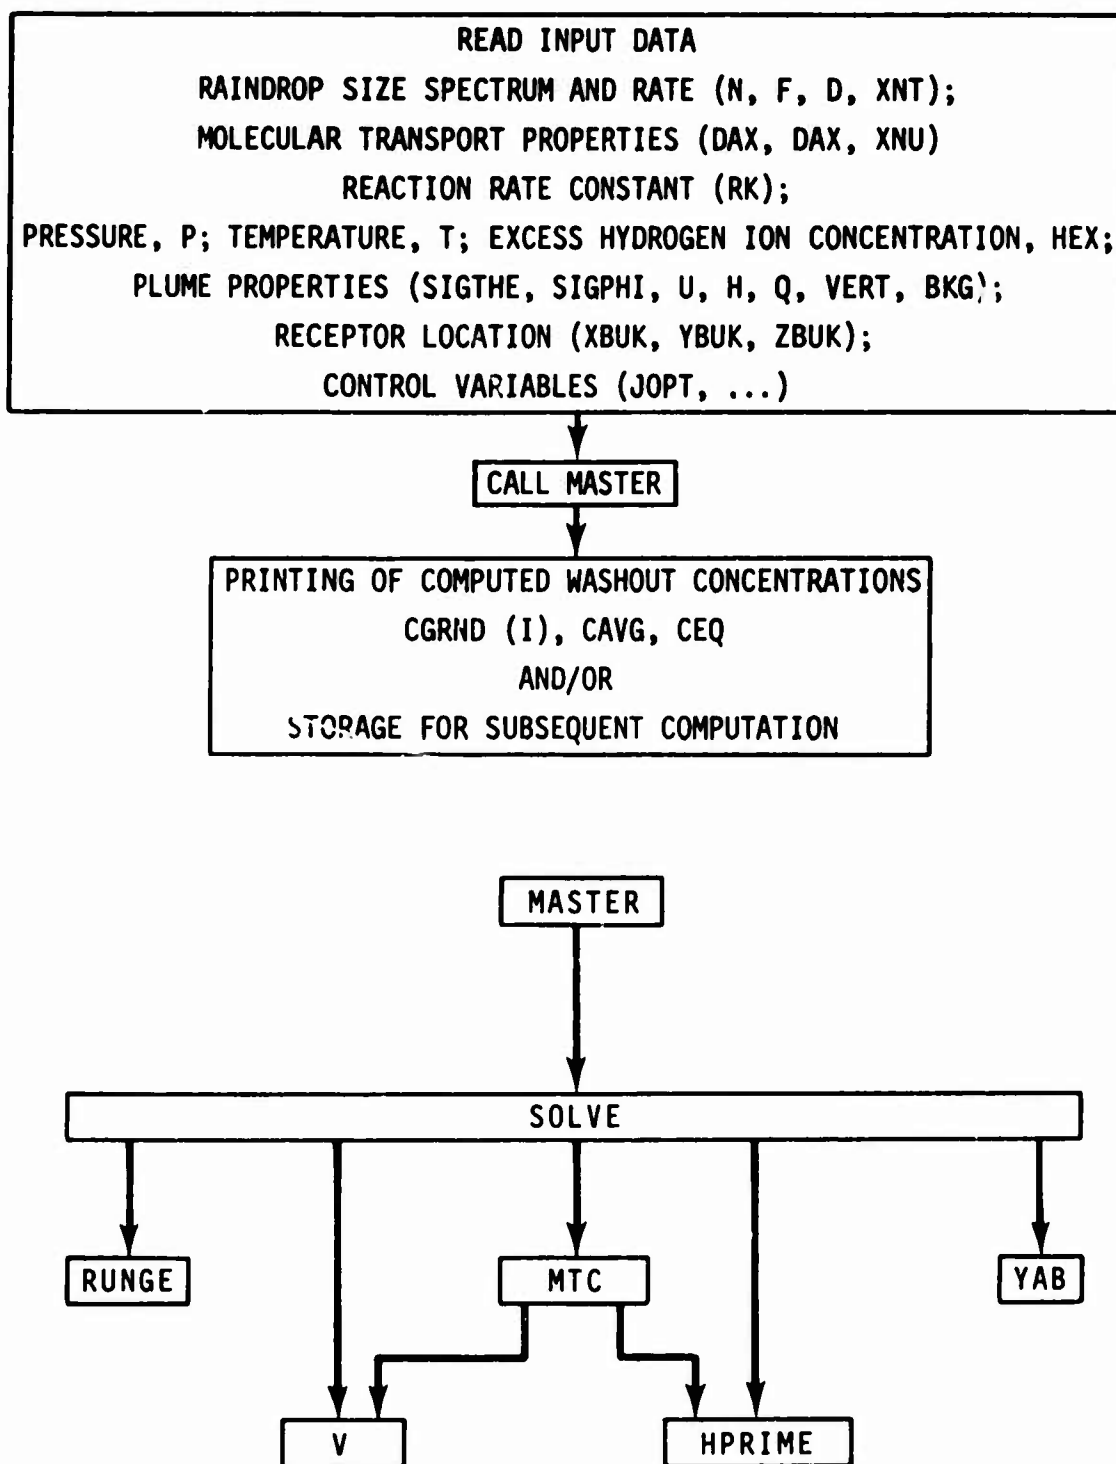 READ INPUT DATA
RAINDROP SIZE SPECTRUM AND RATE (N, F, D, XNT);
MOLECULAR TRANSPORT PROPERTIES (DAX, DAX, XNU)
REACTION RATE CONSTANT (RK);
PRESSURE, P; TEMPERATURE, T; EXCESS HYDROGEN ION CONCENTRATION, HEX;
PLUME PROPERTIES (SIGTHE, SIGPHI, U, H, Q, VERT, BKG);
RECEPTOR LOCATION (XBUK, YBUK, ZBUK);
CONTROL VARIABLES (JOPT, ...)
CALL MASTER
PRINTING OF COMPUTED WASHOUT CONCENTRATIONS
CGRND (I), CAVG, CEQ
AND/OR
STORAGE FOR SUBSEQUENT COMPUTATION
MASTER
SOLVE
RUNGE
MTC
YAB
V
HPRIME